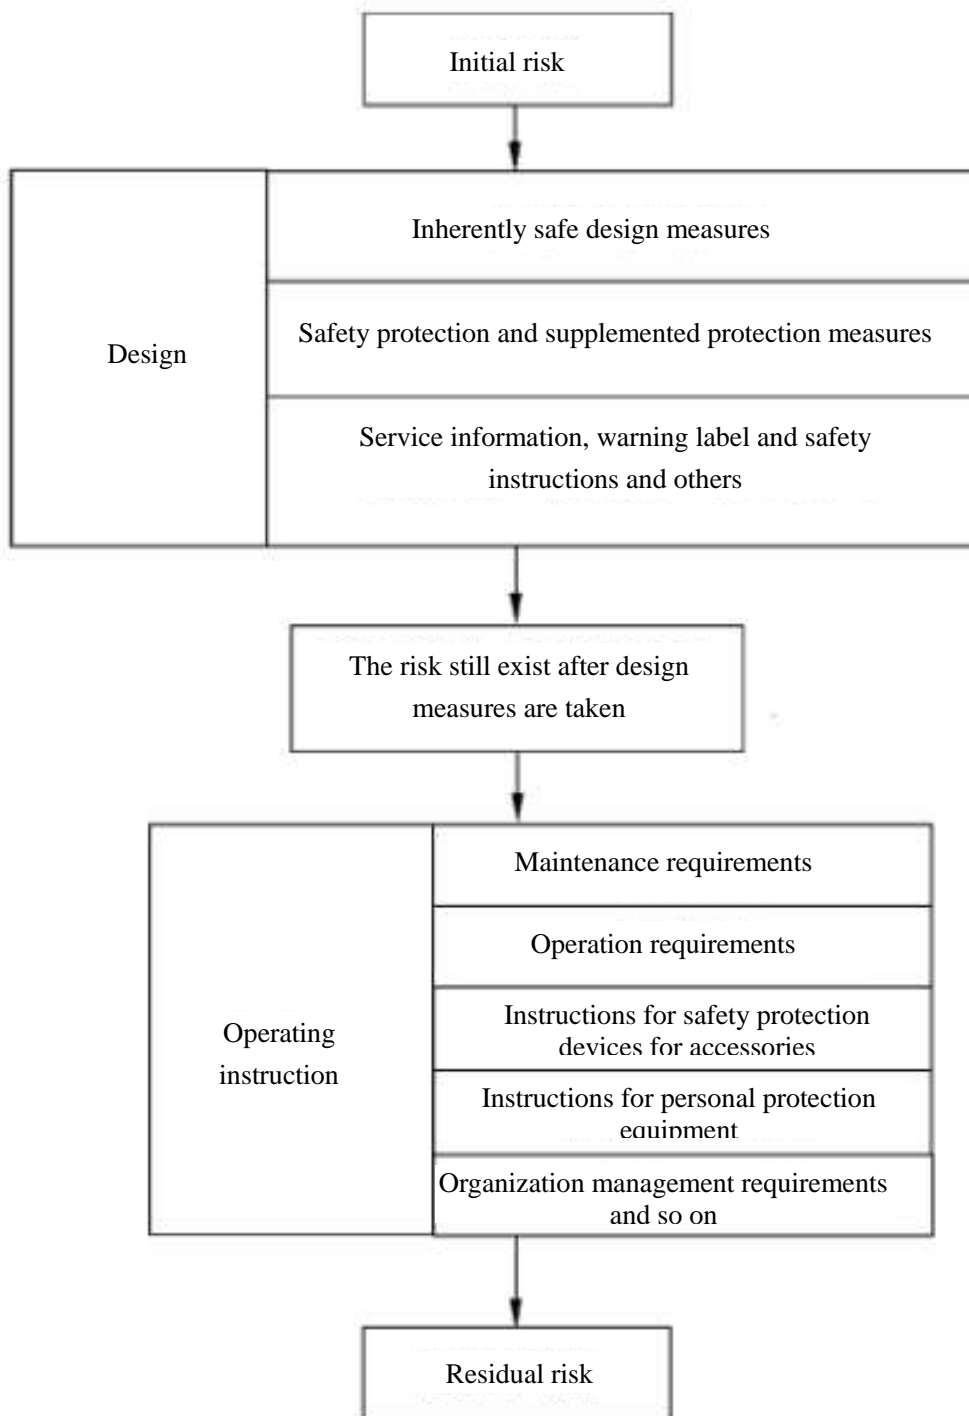 Initial risk
Inherently safe design measures
Safety protection and supplemented protection measures
Design
Service information, warning label and safety
instructions and others
The risk still exist after design
measures are taken
Maintenance requirements
Operation requirements
Instructions for safety protection
devices for accessories
Operating
instruction
Instructions for personal protection
equipment
Organization management requirements
and so on
Residual risk